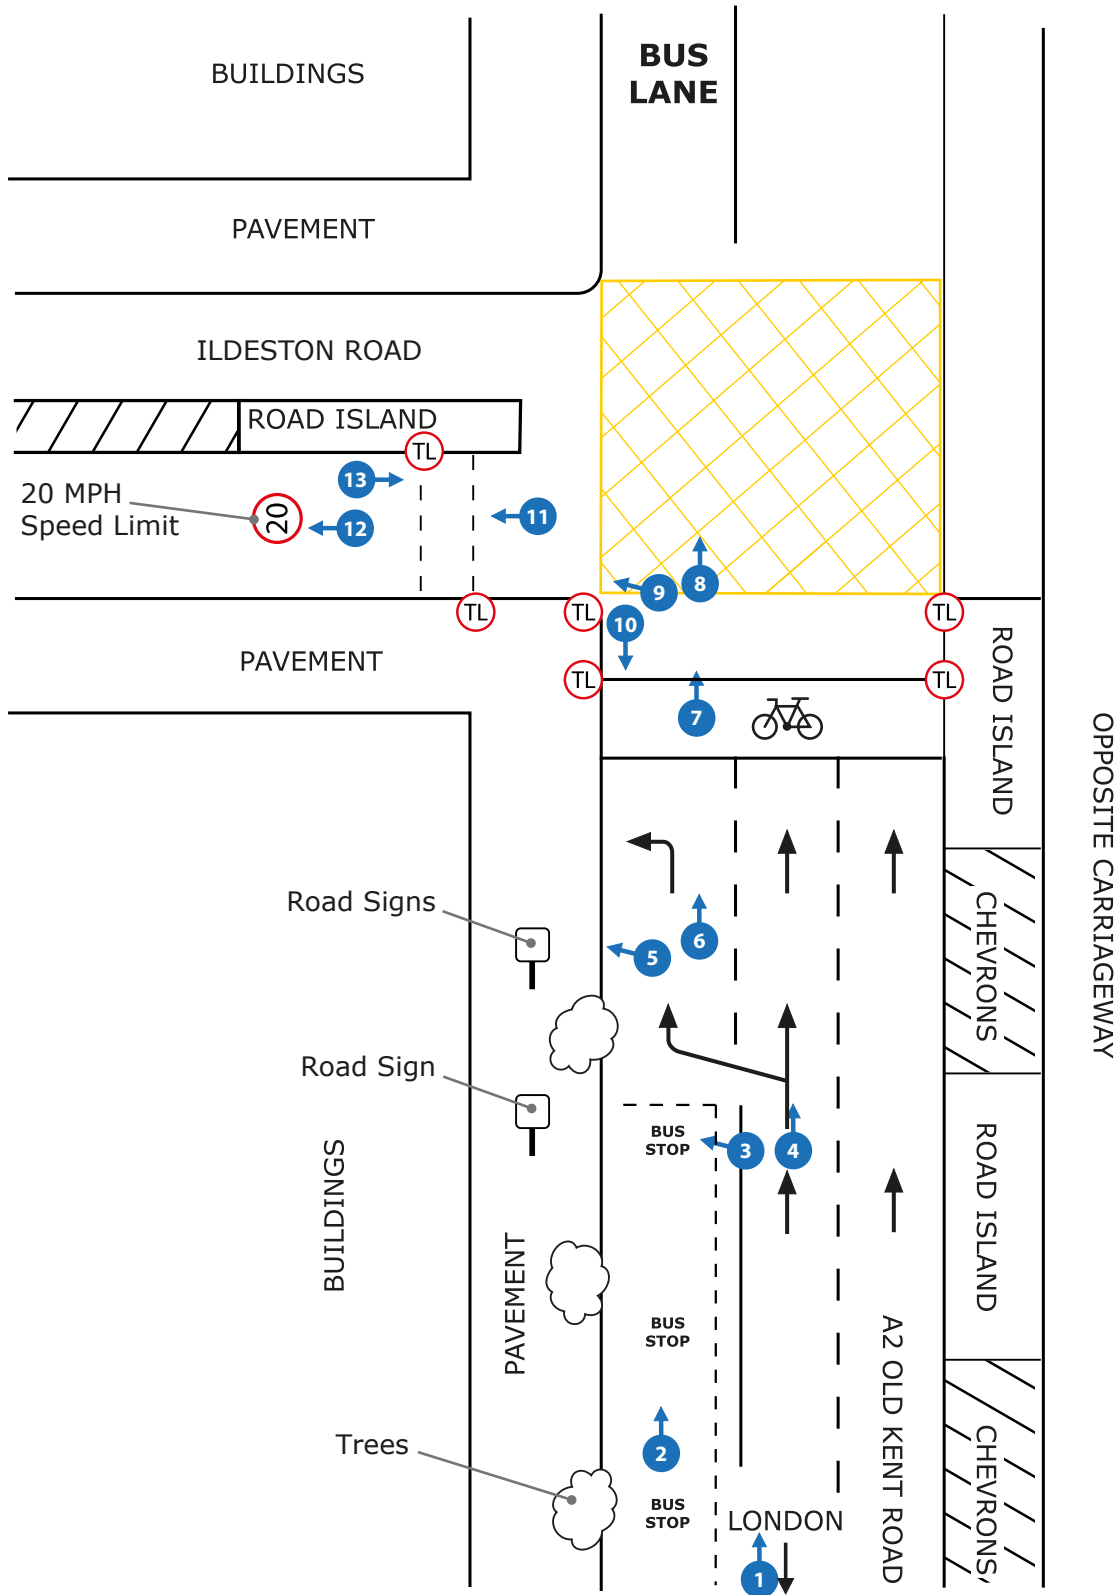 BUS
LANE
BUILDINGS
PAVEMENT
ILDESTON ROAD
ROAD ISLAND
TL
13
20 MPH
Speed Limit
20
12
11
8
9
TL
TL
TL
10
PAVEMENT
TL
TL
7
ROAD ISLAND
OPPOSITE CARRIAGEWAY
Road Signs
6
5
CHEVRONS
Road Sign
BUS
STOP
3
4
BUILDINGS
PAVEMENT
ROAD ISLAND
BUS
STOP
A2 OLD KENT ROAD
Trees
2
BUS
STOP
LONDON
CHEVRONS
1